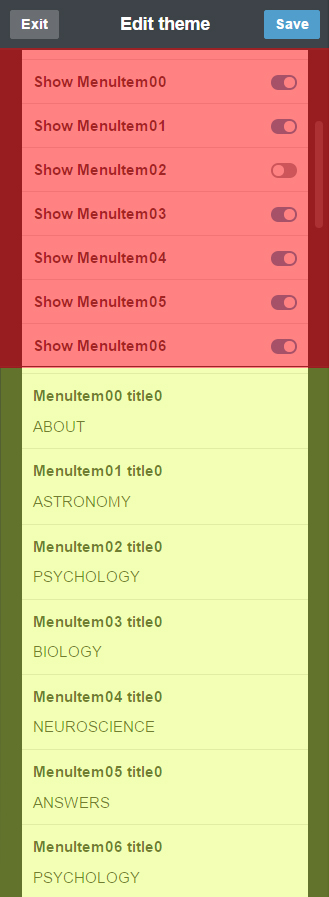 Exit Edit theme Save
Show MenuItem00
Show MenuItem01
Show MenuItem02
Show MenuItem03
Show MenuItem04
Show MenuItem05
Show MenuItem06
MenuItem00 title0
ABOUT
MenuItem01 title0
ASTRONOMY
MenuItem02 title0
PSYCHOLOGY
MenuItem03 title0
BIOLOGY
MenuItem04 title0
NEUROSCIENCE
MenuItem05 title0
ANSWERS
MenuItem06 title0
PSYCHOLOGY